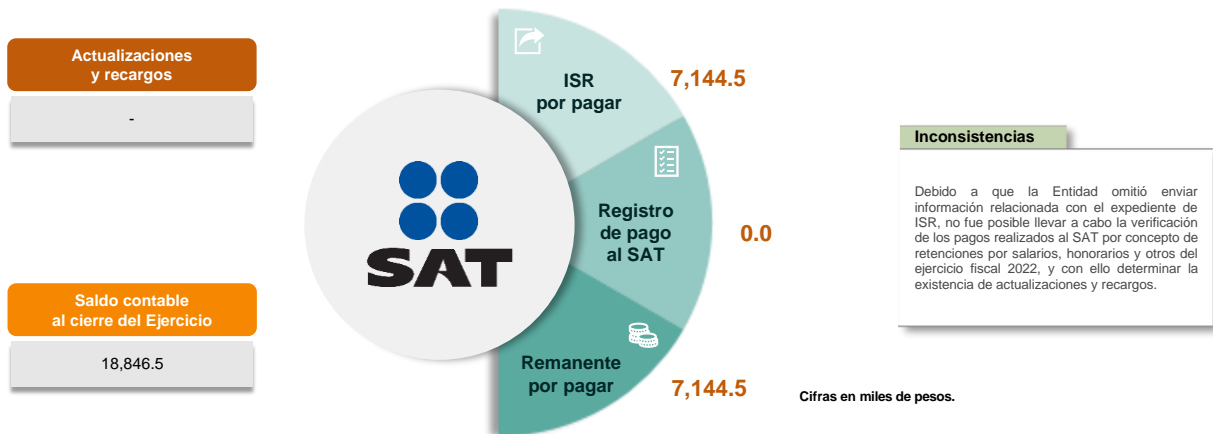 Actualizaciones
y recargos
-
Saldo contable
al cierre del Ejercicio
18,846.5
SAT
ISR
por pagar
7,144.5
Registro
de pago
al SAT
0.0
Remanente
por pagar
7,144.5
Cifras en miles de pesos.
Inconsistencias
Debido a que la Entidad omitió enviar
información relacionada con el expediente de
ISR, no fue posible llevar a cabo la verificación
de los pagos realizados al SAT por concepto de
retenciones por salarios, honorarios y otros del
ejercicio fiscal 2022, y con ello determinar la
existencia de actualizaciones y recargos.